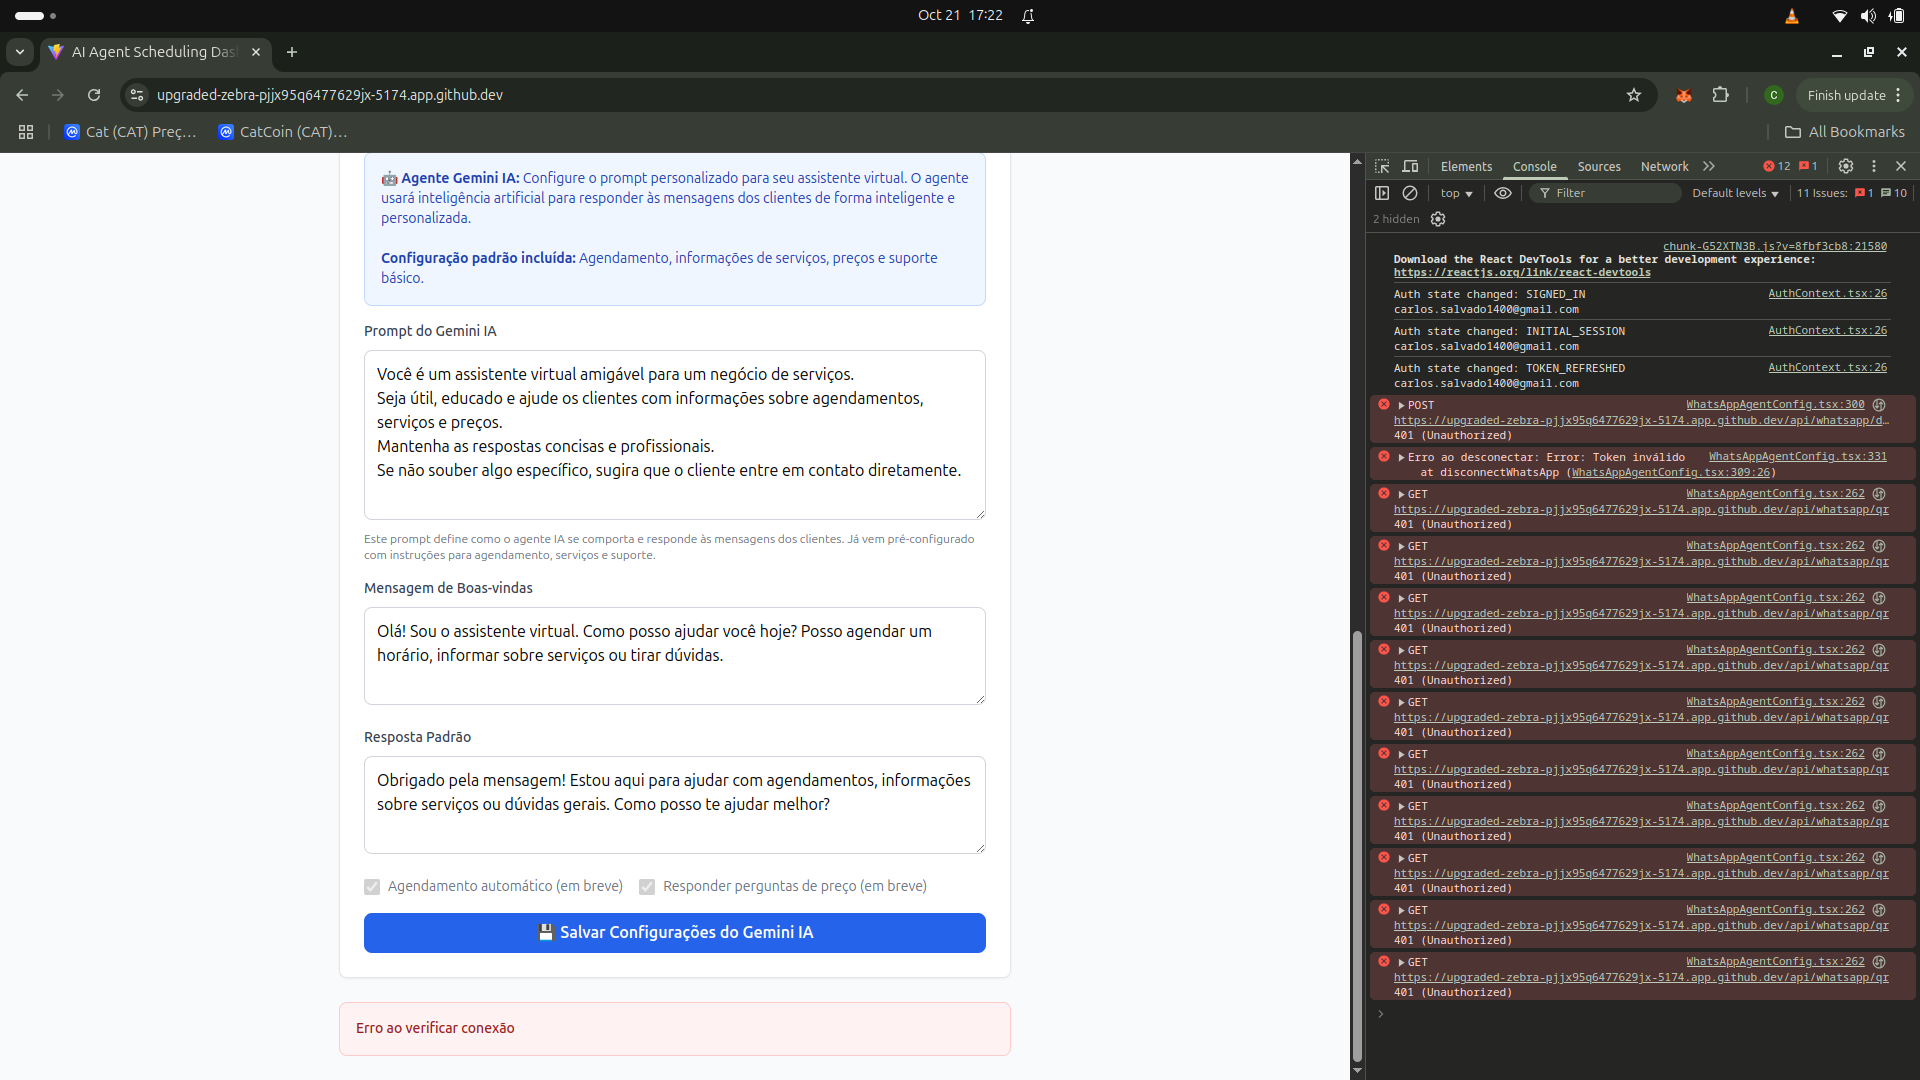 Oct 21 17:22
AI Agent Scheduling Das
upgraded-zebra-pjjx95q6477629jx-5174.app.github.dev
C
Finish update
Cat (CAT) Preç…
CatCoin (CAT)…
All Bookmarks
🤖 Agente Gemini IA: Configure o prompt personalizado para seu assistente virtual. O agente
usará inteligência artificial para responder às mensagens dos clientes de forma inteligente e
personalizada.
Configuração padrão incluída: Agendamento, informações de serviços, preços e suporte
básico.
Prompt do Gemini IA
Você é um assistente virtual amigável para um negócio de serviços.
Seja útil, educado e ajude os clientes com informações sobre agendamentos,
serviços e preços.
Mantenha as respostas concisas e profissionais.
Se não souber algo específico, sugira que o cliente entre em contato diretamente.
Este prompt define como o agente IA se comporta e responde às mensagens dos clientes. Já vem pré-configurado
com instruções para agendamento, serviços e suporte.
Mensagem de Boas-vindas
Olá! Sou o assistente virtual. Como posso ajudar você hoje? Posso agendar um
horário, informar sobre serviços ou tirar dúvidas.
Resposta Padrão
Obrigado pela mensagem! Estou aqui para ajudar com agendamentos, informações
sobre serviços ou dúvidas gerais. Como posso te ajudar melhor?
Agendamento automático (em breve) Responder perguntas de preço (em breve)
💾 Salvar Configurações do Gemini IA
Erro ao verificar conexão
Elements Console Sources Network 12 1
top Filter Default levels 11 Issues: 1 10
2 hidden
chunk-G52XTN3B.js?v=8fbf3cb8:21580
Download the React DevTools for a better development experience:
https://reactjs.org/link/react-devtools
Auth state changed: SIGNED_IN AuthContext.tsx:26
carlos.salvado1400@gmail.com
Auth state changed: INITIAL_SESSION AuthContext.tsx:26
carlos.salvado1400@gmail.com
Auth state changed: TOKEN_REFRESHED AuthContext.tsx:26
carlos.salvado1400@gmail.com
POST WhatsAppAgentConfig.tsx:300
https://upgraded-zebra-pjjx95q6477629jx-5174.app.github.dev/api/whatsapp/d…
401 (Unauthorized)
Erro ao desconectar: Error: Token inválido WhatsAppAgentConfig.tsx:331
at disconnectWhatsApp (WhatsAppAgentConfig.tsx:309:26)
GET WhatsAppAgentConfig.tsx:262
https://upgraded-zebra-pjjx95q6477629jx-5174.app.github.dev/api/whatsapp/qr
401 (Unauthorized)
GET WhatsAppAgentConfig.tsx:262
https://upgraded-zebra-pjjx95q6477629jx-5174.app.github.dev/api/whatsapp/qr
401 (Unauthorized)
GET WhatsAppAgentConfig.tsx:262
https://upgraded-zebra-pjjx95q6477629jx-5174.app.github.dev/api/whatsapp/qr
401 (Unauthorized)
GET WhatsAppAgentConfig.tsx:262
https://upgraded-zebra-pjjx95q6477629jx-5174.app.github.dev/api/whatsapp/qr
401 (Unauthorized)
GET WhatsAppAgentConfig.tsx:262
https://upgraded-zebra-pjjx95q6477629jx-5174.app.github.dev/api/whatsapp/qr
401 (Unauthorized)
GET WhatsAppAgentConfig.tsx:262
https://upgraded-zebra-pjjx95q6477629jx-5174.app.github.dev/api/whatsapp/qr
401 (Unauthorized)
GET WhatsAppAgentConfig.tsx:262
https://upgraded-zebra-pjjx95q6477629jx-5174.app.github.dev/api/whatsapp/qr
401 (Unauthorized)
GET WhatsAppAgentConfig.tsx:262
https://upgraded-zebra-pjjx95q6477629jx-5174.app.github.dev/api/whatsapp/qr
401 (Unauthorized)
GET WhatsAppAgentConfig.tsx:262
https://upgraded-zebra-pjjx95q6477629jx-5174.app.github.dev/api/whatsapp/qr
401 (Unauthorized)
GET WhatsAppAgentConfig.tsx:262
https://upgraded-zebra-pjjx95q6477629jx-5174.app.github.dev/api/whatsapp/qr
401 (Unauthorized)